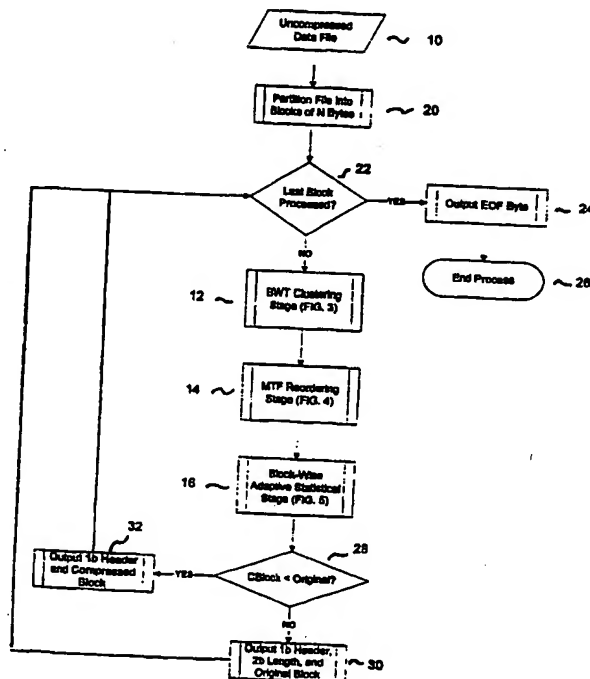 Uncompressed
Data File
10
Partition File into
Blocks of N Bytes
20
22
Last Block
Processed?
YES
Output EOF Byte
24
NO
End Process
26
12
BWT Clustering
Stage (FIG. 3)
14
MTF Reordering
Stage (FIG. 4)
16
Block-Wise
Adaptive Statistical
Stage (FIG. 5)
32
Output 1b Header
and Compressed
Block
YES
28
CBlock < Original?
NO
Output 1b Header,
2b Length, and
Original Block
30